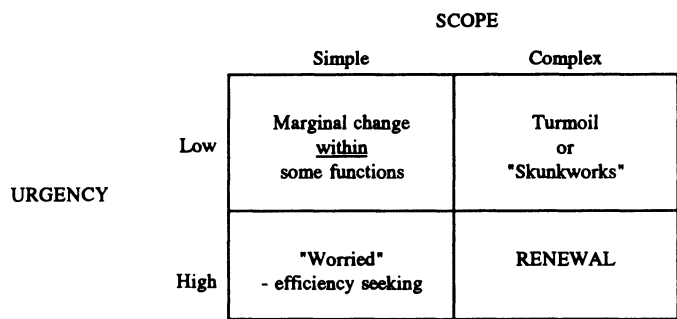 SCOPE
Simple Complex
Low
Marginal change
within
some functions
Turmoil
or
"Skunkworks"
URGENCY
High
"Worried"
- efficiency seeking
RENEWAL